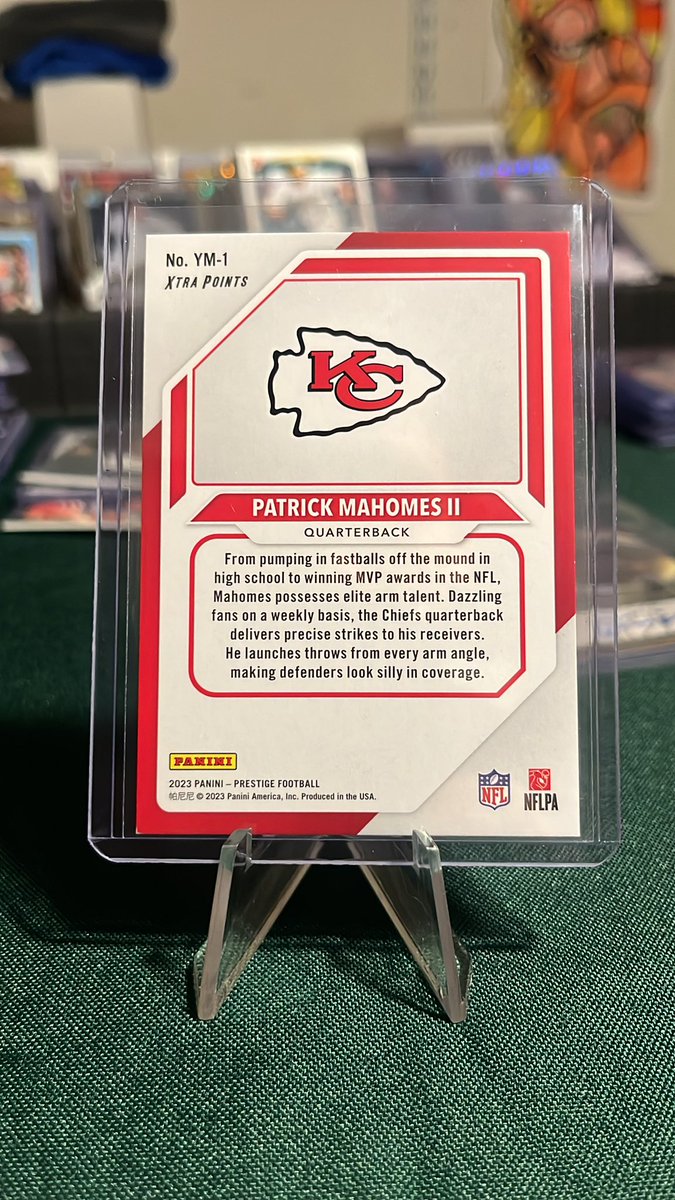 No. YM-1
XTRA POINTS
KC
PATRICK MAHOMES II
QUARTERBACK
From pumping in fastballs off the mound in
high school to winning MVP awards in the NFL,
Mahomes possesses elite arm talent. Dazzling
fans on a weekly basis, the Chiefs quarterback
delivers precise strikes to his receivers.
He launches throws from every arm angle,
making defenders look silly in coverage.
PANINI
2023 PANINI – PRESTIGE FOOTBALL
帕尼尼 © 2023 Panini America, Inc. Produced in the USA.
NFL
NFLPA